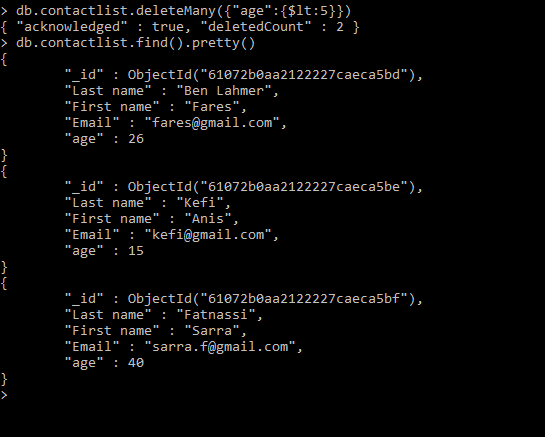 > db.contactlist.deleteMany({"age":{$lt:5}})
{ "acknowledged" : true, "deletedCount" : 2 }
> db.contactlist.find().pretty()
{
        "_id" : ObjectId("61072b0aa2122227caeca5bd"),
        "Last name" : "Ben Lahmer",
        "First name" : "Fares",
        "Email" : "fares@gmail.com",
        "age" : 26
}
{
        "_id" : ObjectId("61072b0aa2122227caeca5be"),
        "Last name" : "Kefi",
        "First name" : "Anis",
        "Email" : "kefi@gmail.com",
        "age" : 15
}
{
        "_id" : ObjectId("61072b0aa2122227caeca5bf"),
        "Last name" : "Fatnassi",
        "First name" : "Sarra",
        "Email" : "sarra.f@gmail.com",
        "age" : 40
}
>